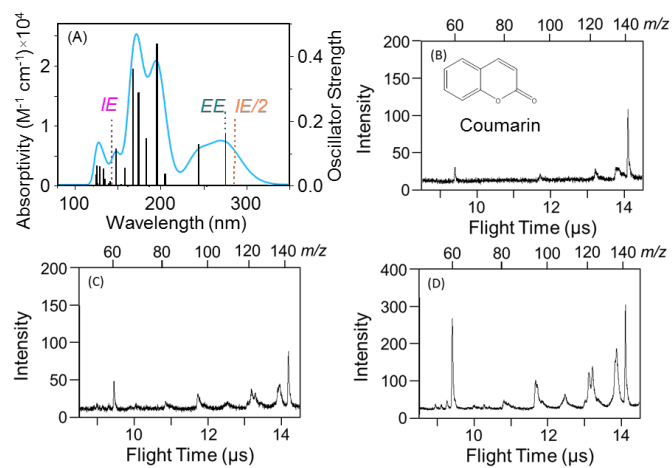 (A)
Absorptivity (M⁻¹ cm⁻¹) ×10⁴
2
1
0
IE
EE
IE/2
0.4
0.2
0.0
Oscillator Strength
100 200 300
Wavelength (nm)
60 80 100 120 140 m/z
(B)
Coumarin
O
O
Intensity
200
150
100
50
0
10 12 14
Flight Time (μs)
60 80 100 120 140 m/z
(C)
Intensity
200
150
100
50
0
10 12 14
Flight Time (μs)
60 80 100 120 140 m/z
(D)
Intensity
400
300
200
100
0
10 12 14
Flight Time (μs)